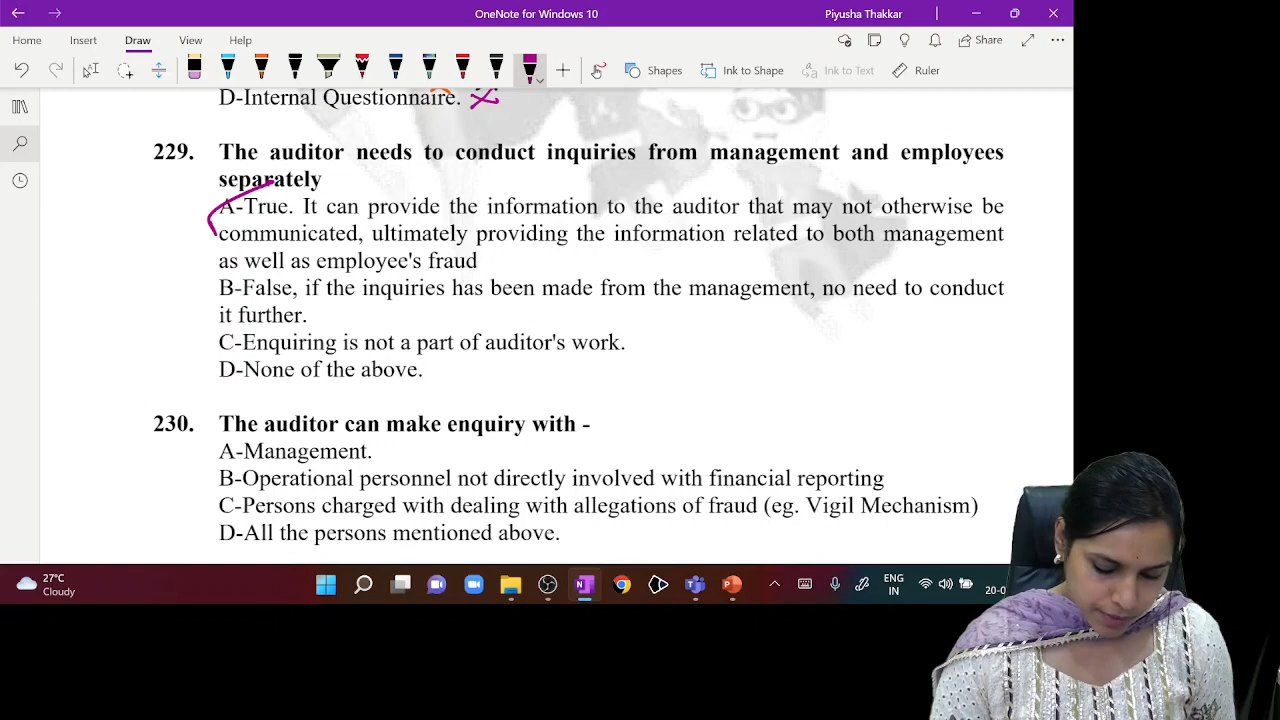 OneNote for Windows 10
Piyusha Thakkar
Home Insert Draw View Help
Share
Shapes Ink to Shape Ink to Text Ruler
D-Internal Questionnaire.
229. The auditor needs to conduct inquiries from management and employees
separately
A-True. It can provide the information to the auditor that may not otherwise be
communicated, ultimately providing the information related to both management
as well as employee's fraud
B-False, if the inquiries has been made from the management, no need to conduct
it further.
C-Enquiring is not a part of auditor's work.
D-None of the above.
230. The auditor can make enquiry with -
A-Management.
B-Operational personnel not directly involved with financial reporting
C-Persons charged with dealing with allegations of fraud (eg. Vigil Mechanism)
D-All the persons mentioned above.
27°C
Cloudy
ENG
IN
20-0